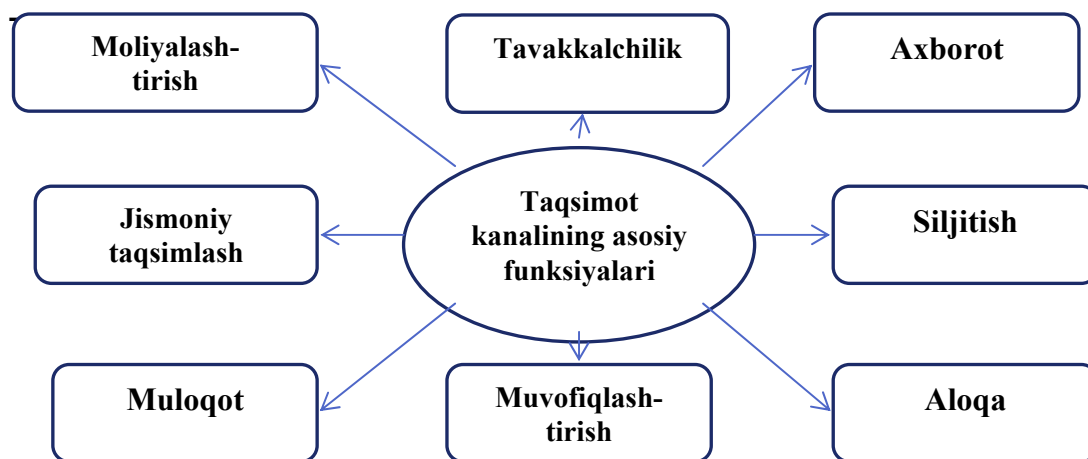 Moliyalash-
tirish
Tavakkalchilik
Axborot
Jismoniy
taqsimlash
Taqsimot
kanalining asosiy
funksiyalari
Siljitish
Muloqot
Muvofiqlash-
tirish
Aloqa